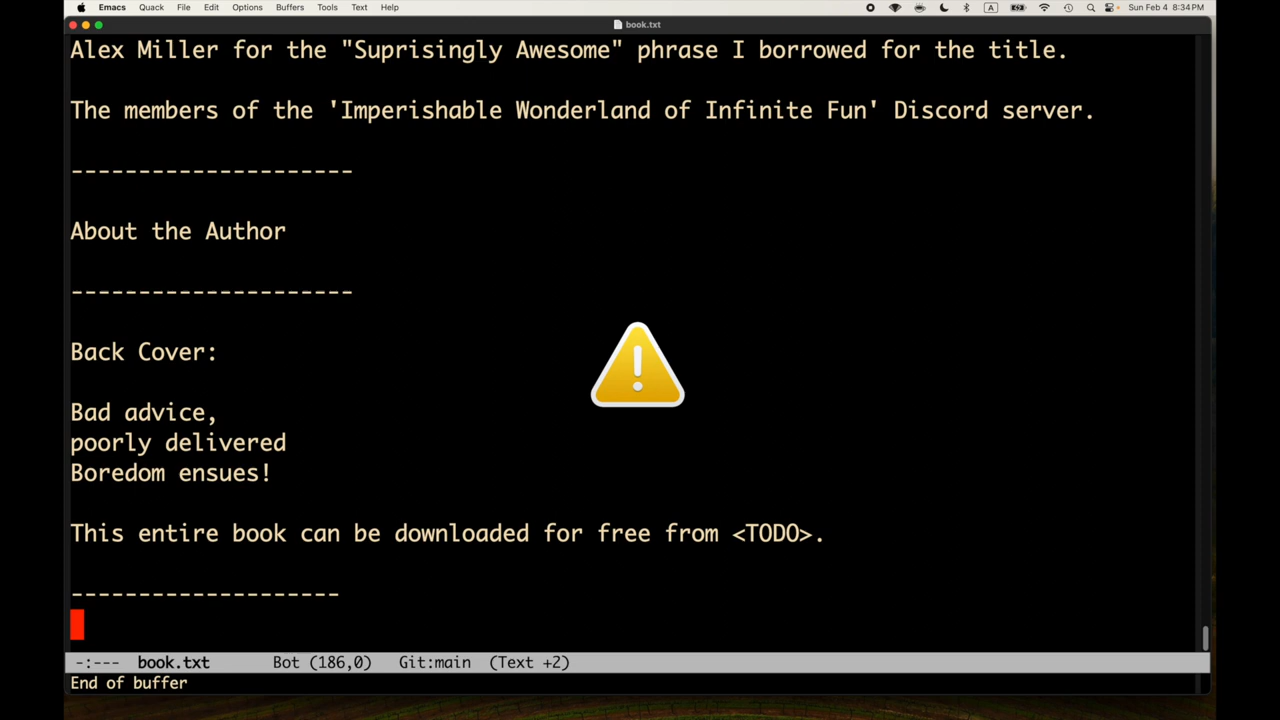 Emacs Quack File Edit Options Buffers Tools Text Help A Sun Feb 4 8:34 PM
book.txt
Alex Miller for the "Suprisingly Awesome" phrase I borrowed for the title.
The members of the 'Imperishable Wonderland of Infinite Fun' Discord server.
---------------------
About the Author
---------------------
Back Cover:
Bad advice,
poorly delivered
Boredom ensues!
This entire book can be downloaded for free from <TODO>.
--------------------
-:--- book.txt Bot (186,0) Git:main (Text +2)
End of buffer